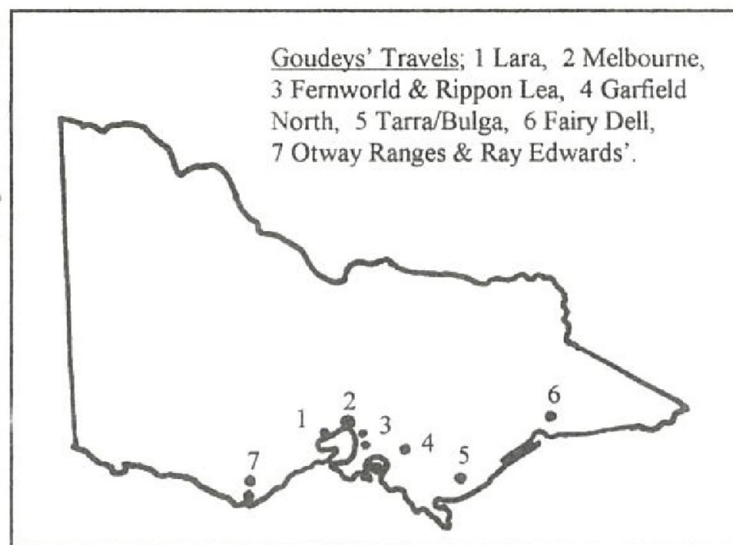 Goudeys' Travels; 1 Lara, 2 Melbourne,
3 Fernworld & Rippon Lea, 4 Garfield
North, 5 Tarra/Bulga, 6 Fairy Dell,
7 Otway Ranges & Ray Edwards'.
6
2
1
3
4
5
7